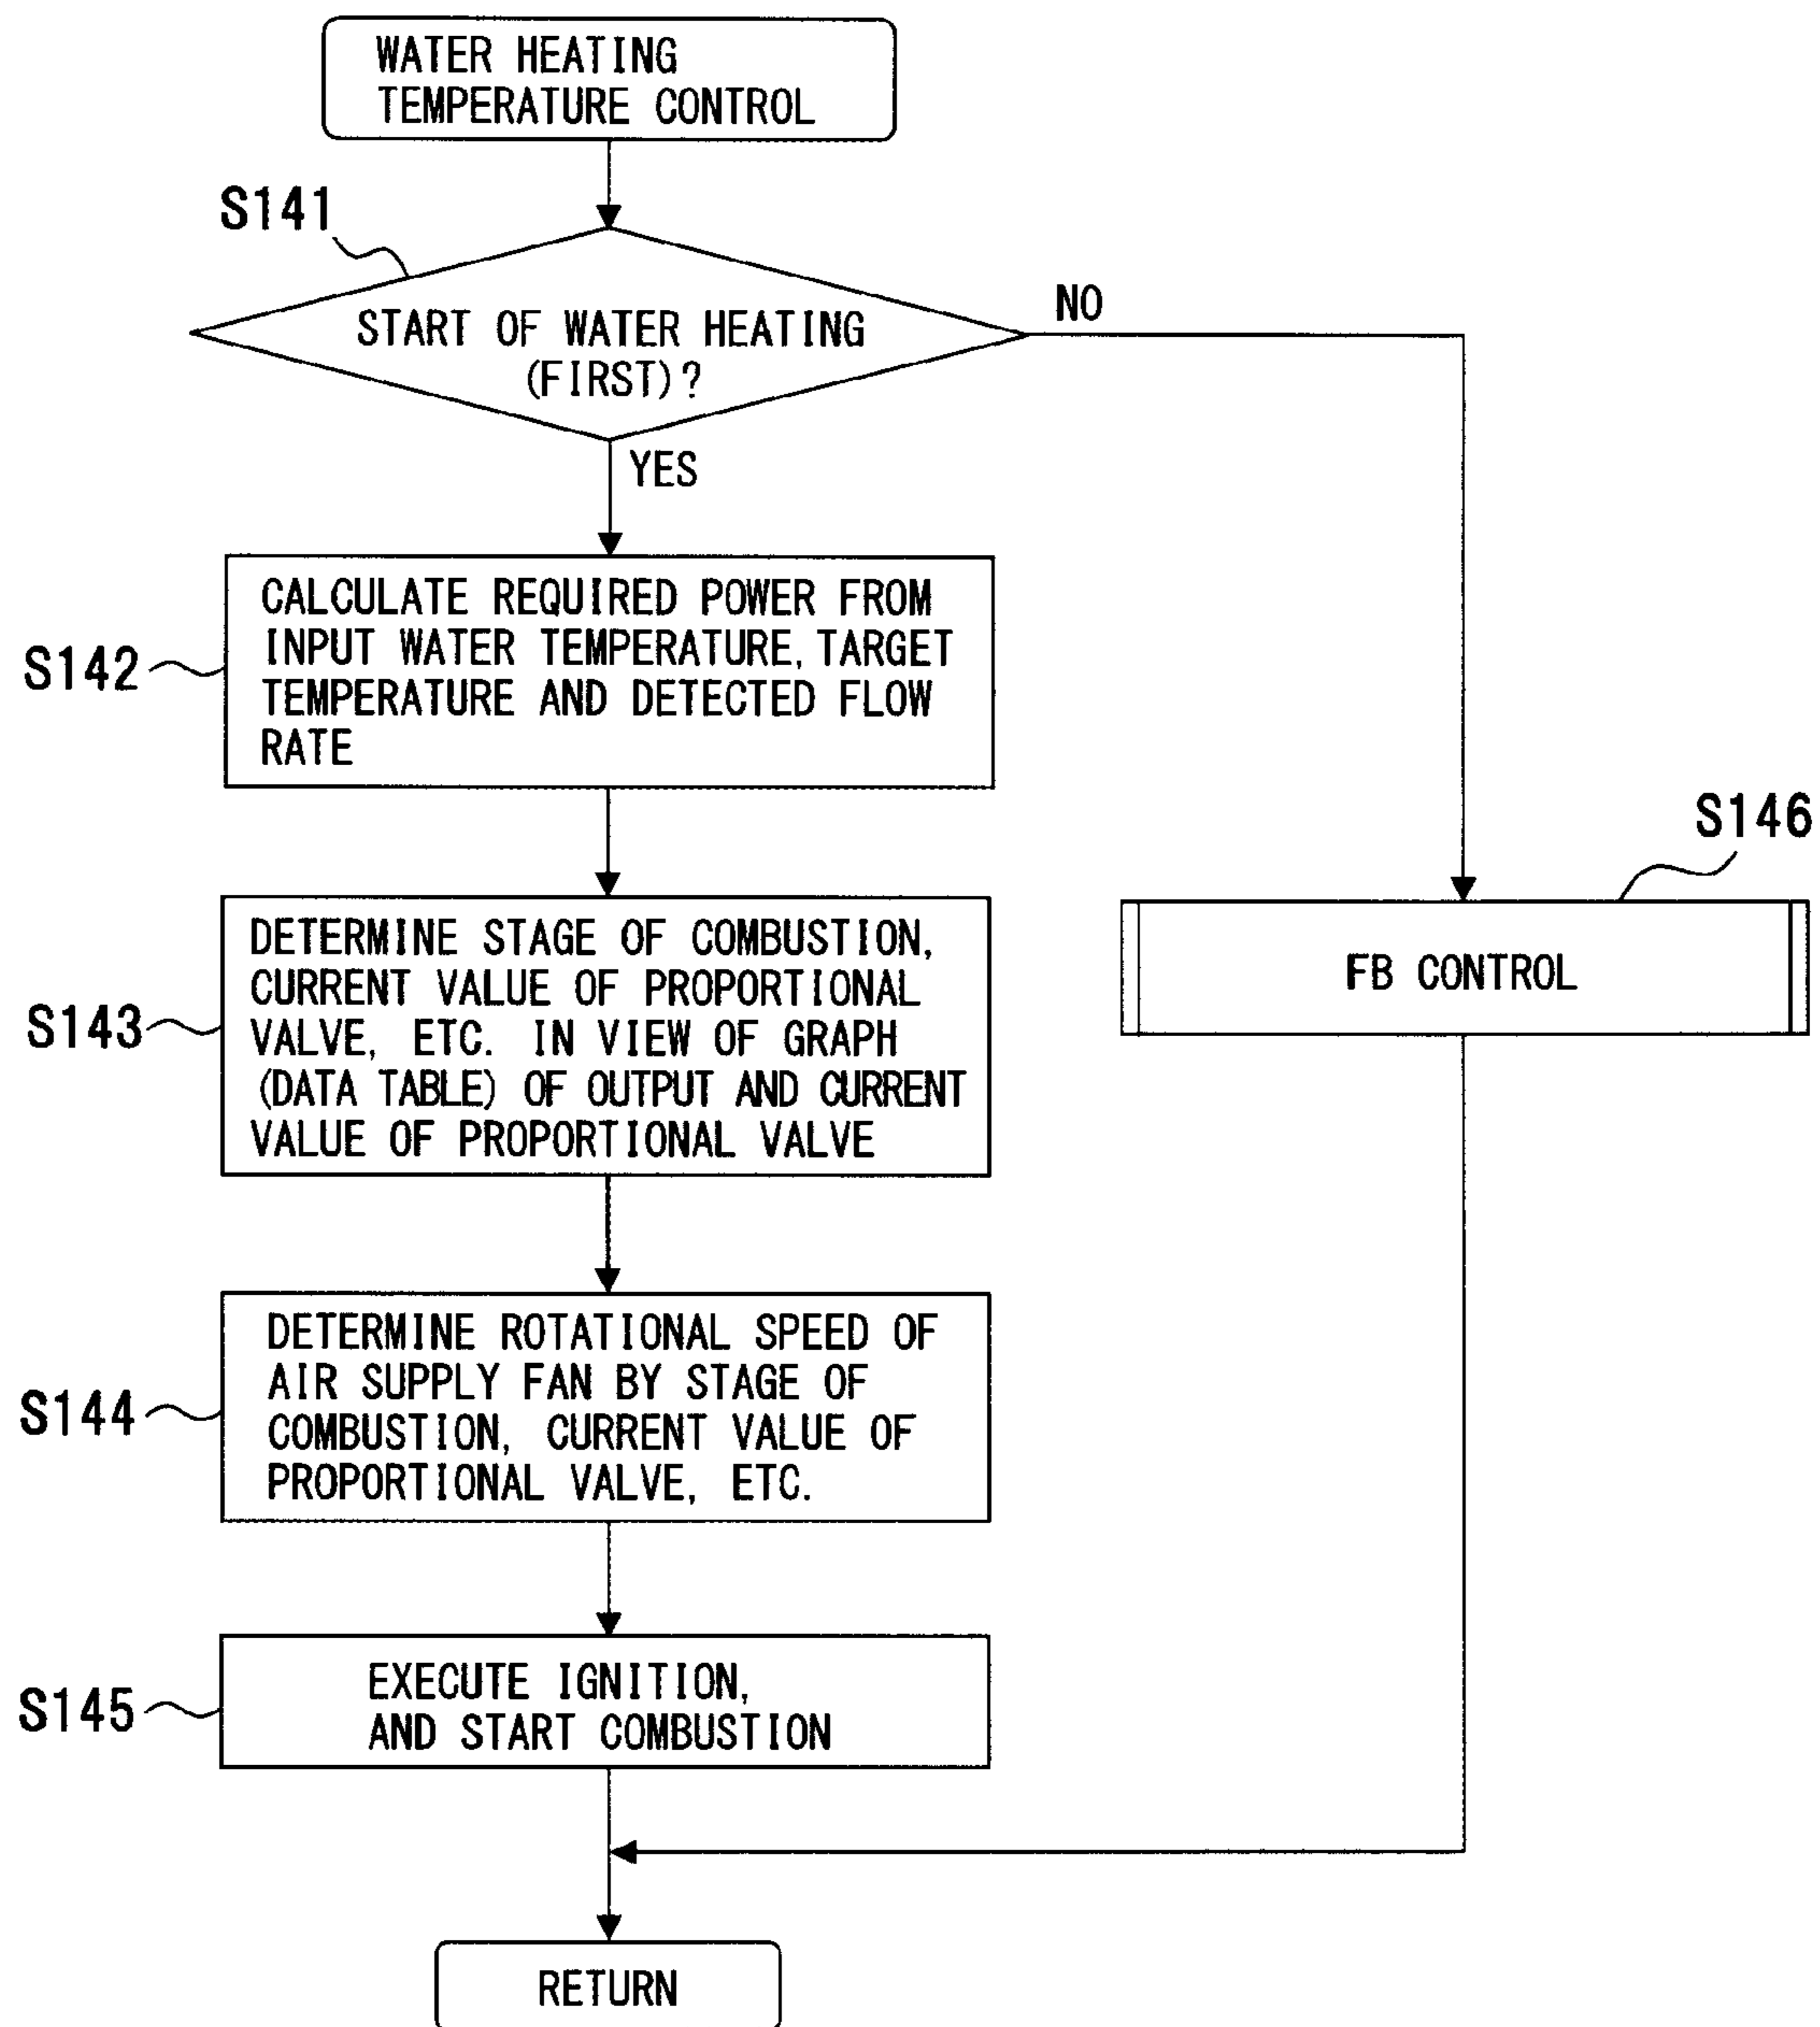 WATER HEATING
TEMPERATURE CONTROL
S141
START OF WATER HEATING
(FIRST)?
NO
YES
S142
CALCULATE REQUIRED POWER FROM
INPUT WATER TEMPERATURE, TARGET
TEMPERATURE AND DETECTED FLOW
RATE
S143
DETERMINE STAGE OF COMBUSTION,
CURRENT VALUE OF PROPORTIONAL
VALVE, ETC. IN VIEW OF GRAPH
(DATA TABLE) OF OUTPUT AND CURRENT
VALUE OF PROPORTIONAL VALVE
S146
FB CONTROL
S144
DETERMINE ROTATIONAL SPEED OF
AIR SUPPLY FAN BY STAGE OF
COMBUSTION, CURRENT VALUE OF
PROPORTIONAL VALVE, ETC.
S145
EXECUTE IGNITION,
AND START COMBUSTION
RETURN